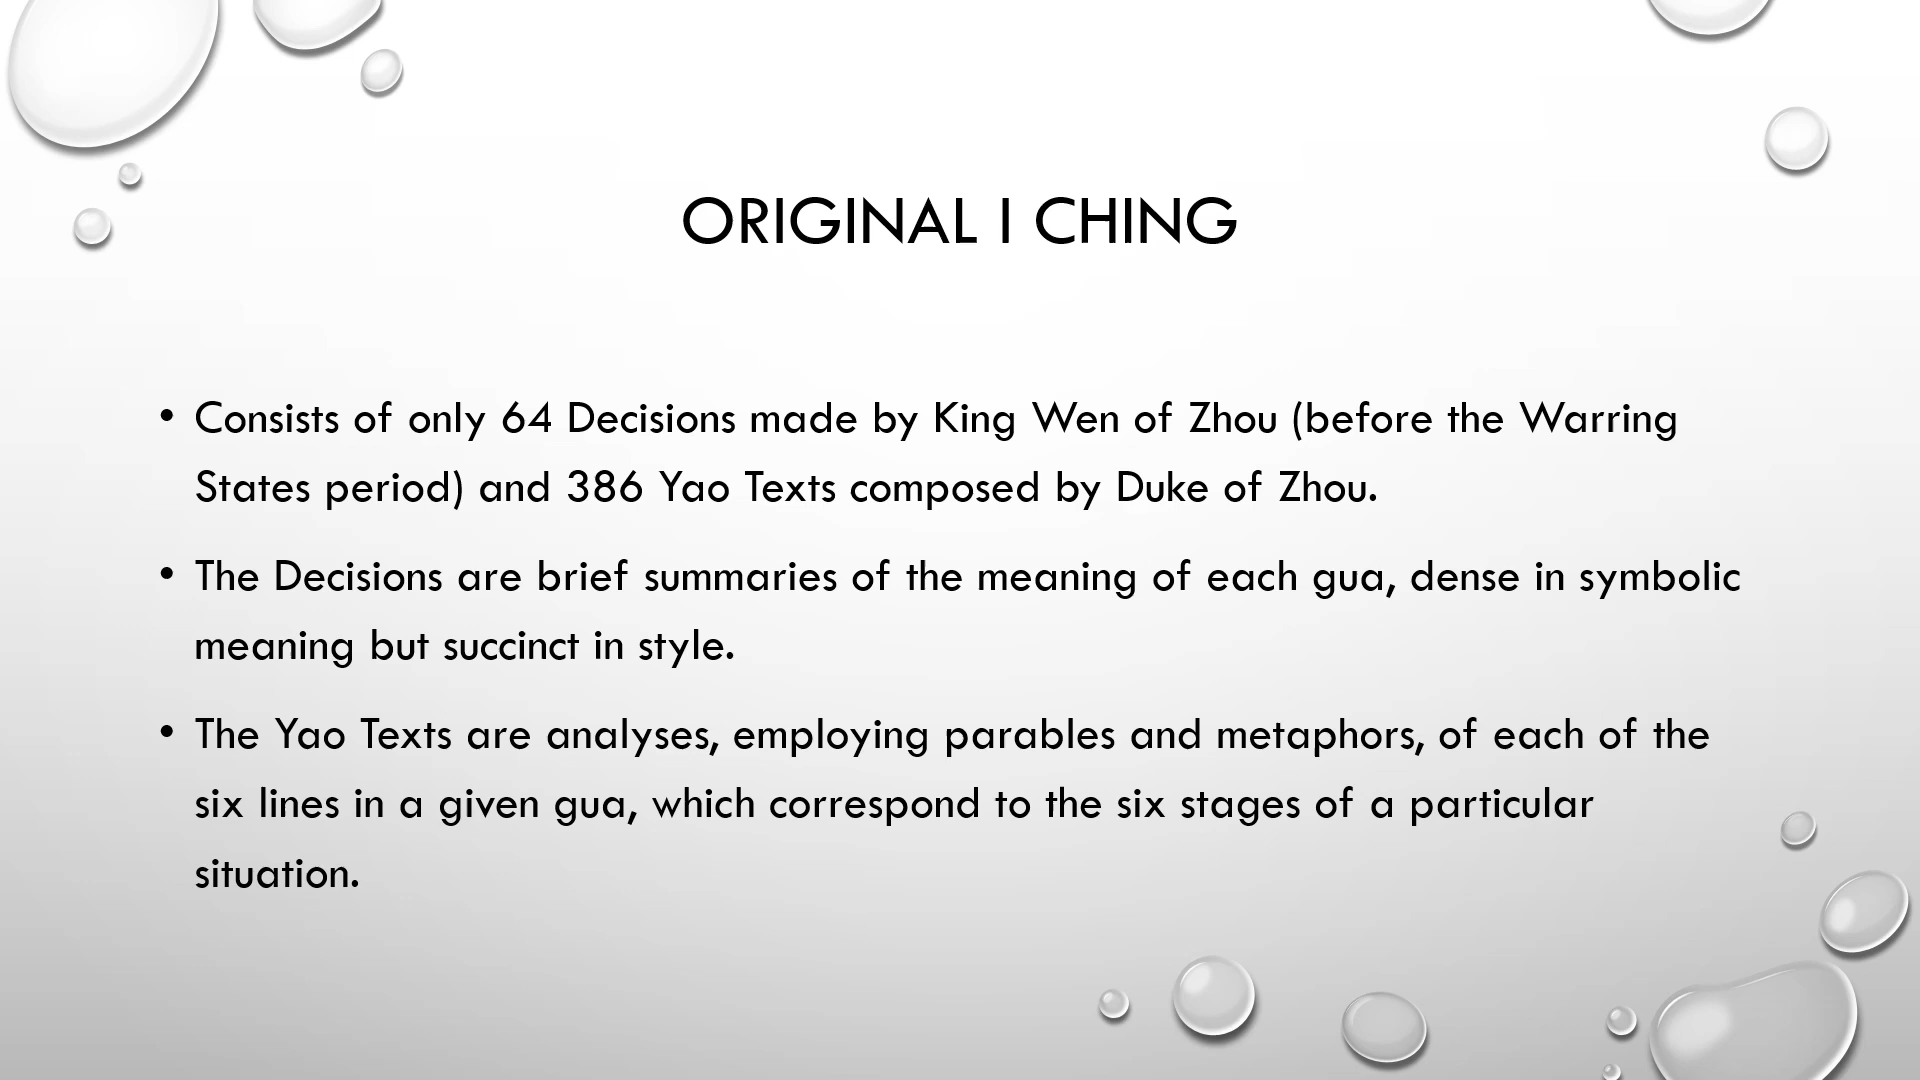 ORIGINAL I CHING
• Consists of only 64 Decisions made by King Wen of Zhou (before the Warring
States period) and 386 Yao Texts composed by Duke of Zhou.
• The Decisions are brief summaries of the meaning of each gua, dense in symbolic
meaning but succinct in style.
• The Yao Texts are analyses, employing parables and metaphors, of each of the
six lines in a given gua, which correspond to the six stages of a particular
situation.